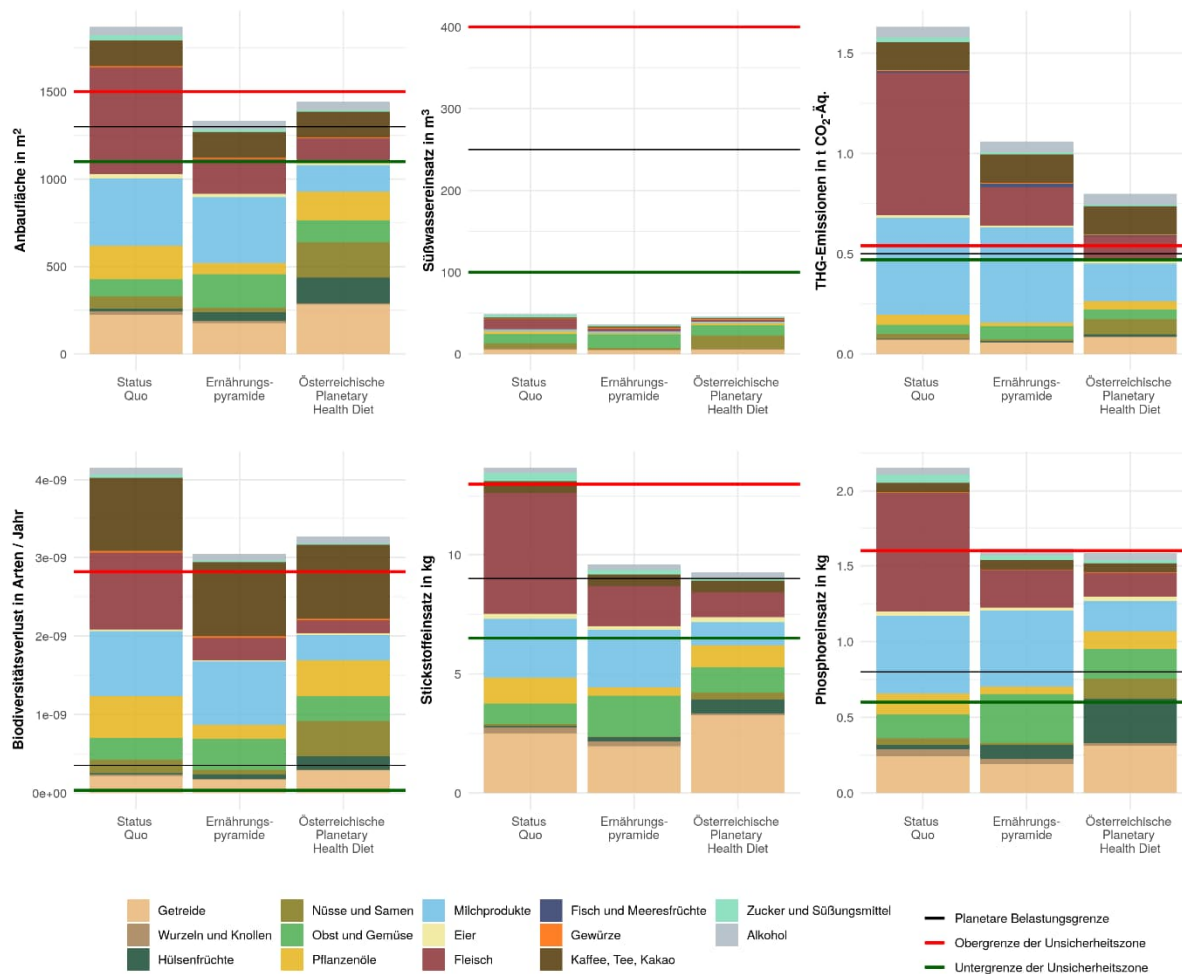 Anbaufläche in m²
1500
1000
500
0
Status
Quo
Ernährungs-
pyramide
Österreichische
Planetary
Health Diet
Süßwassereinsatz in m³
400
300
200
100
0
Status
Quo
Ernährungs-
pyramide
Österreichische
Planetary
Health Diet
THG-Emissionen in t CO₂-Äq.
1.5
1.0
0.5
0.0
Status
Quo
Ernährungs-
pyramide
Österreichische
Planetary
Health Diet
Biodiversitätsverlust in Arten / Jahr
4e-09
3e-09
2e-09
1e-09
0e+00
Status
Quo
Ernährungs-
pyramide
Österreichische
Planetary
Health Diet
Stickstoffeinsatz in kg
10
5
0
Status
Quo
Ernährungs-
pyramide
Österreichische
Planetary
Health Diet
Phosphoreinsatz in kg
2.0
1.5
1.0
0.5
0.0
Status
Quo
Ernährungs-
pyramide
Österreichische
Planetary
Health Diet
Getreide
Wurzeln und Knollen
Hülsenfrüchte
Nüsse und Samen
Obst und Gemüse
Pflanzenöle
Milchprodukte
Eier
Fleisch
Fisch und Meeresfrüchte
Gewürze
Kaffee, Tee, Kakao
Zucker und Süßungsmittel
Alkohol
Planetare Belastungsgrenze
Obergrenze der Unsicherheitszone
Untergrenze der Unsicherheitszone